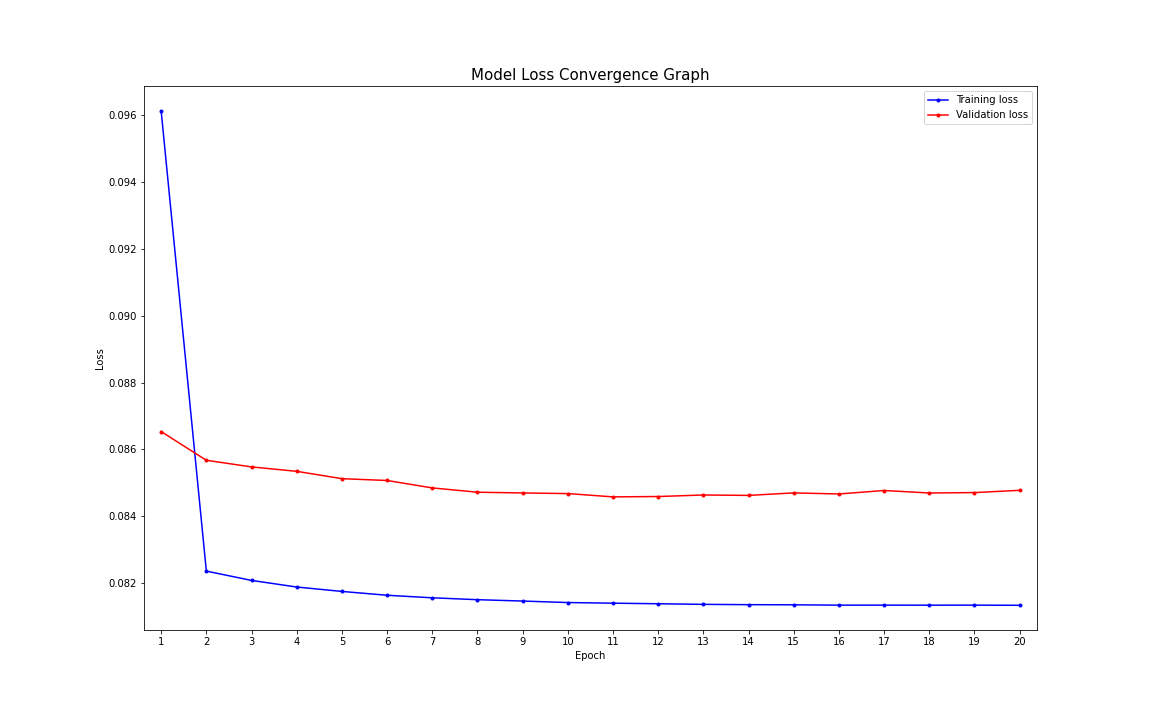 Model Loss Convergence Graph
Training loss
Validation loss
0.096
0.094
0.092
0.090
0.088
0.086
0.084
0.082
Loss
1 2 3 4 5 6 7 8 9 10 11 12 13 14 15 16 17 18 19 20
Epoch